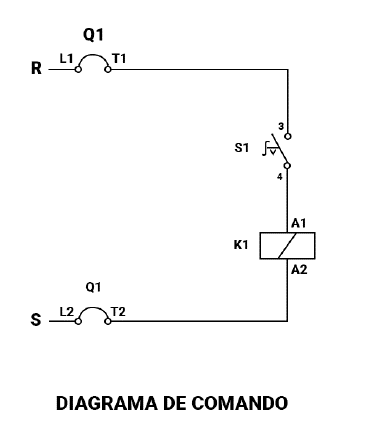 Q1
R L1 T1
3
S1
4
A1
K1
A2
Q1
S L2 T2
DIAGRAMA DE COMANDO